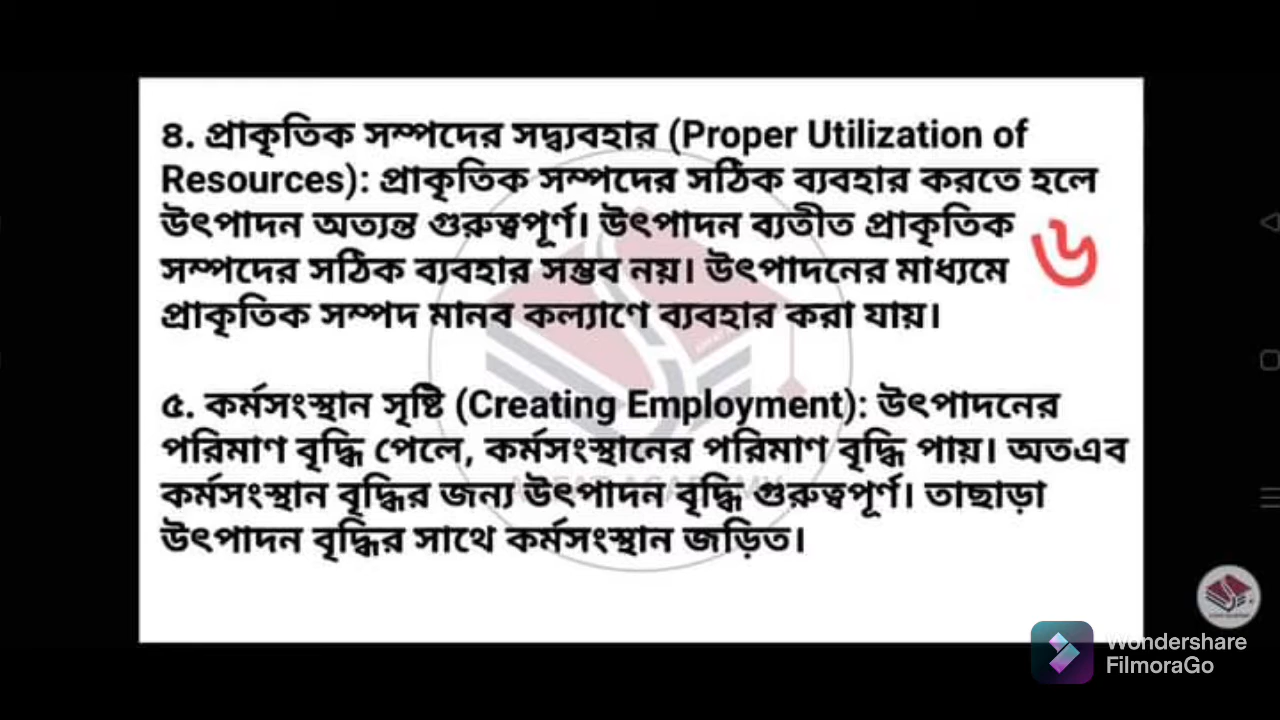 ৪. প্রাকৃতিক সম্পদের সদ্ব্যবহার (Proper Utilization of
Resources): প্রাকৃতিক সম্পদের সঠিক ব্যবহার করতে হলে
উৎপাদন অত্যন্ত গুরুত্বপূর্ণ। উৎপাদন ব্যতীত প্রাকৃতিক
সম্পদের সঠিক ব্যবহার সম্ভব নয়। উৎপাদনের মাধ্যমে
প্রাকৃতিক সম্পদ মানব কল্যাণে ব্যবহার করা যায়।
৬
৫. কর্মসংস্থান সৃষ্টি (Creating Employment): উৎপাদনের
পরিমাণ বৃদ্ধি পেলে, কর্মসংস্থানের পরিমাণ বৃদ্ধি পায়। অতএব
কর্মসংস্থান বৃদ্ধির জন্য উৎপাদন বৃদ্ধি গুরুত্বপূর্ণ। তাছাড়া
উৎপাদন বৃদ্ধির সাথে কর্মসংস্থান জড়িত।
Wondershare
FilmoraGo